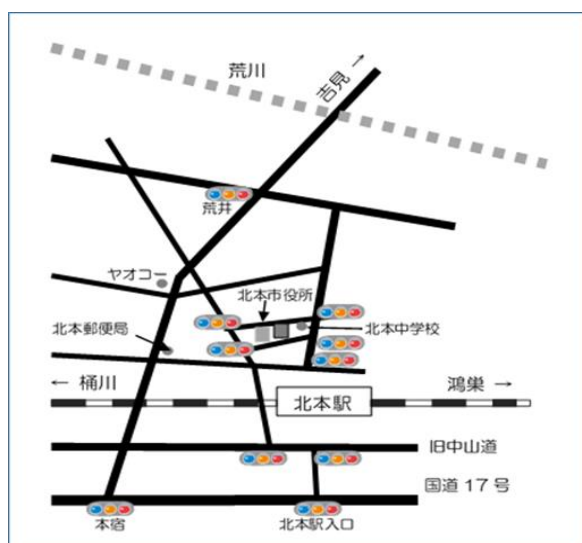 荒川
吉見 →
荒井
ヤオコー
北本市役所
北本郵便局
北本中学校
← 桶川
鴻巣 →
北本駅
旧中山道
国道 17 号
本宿
北本駅入口